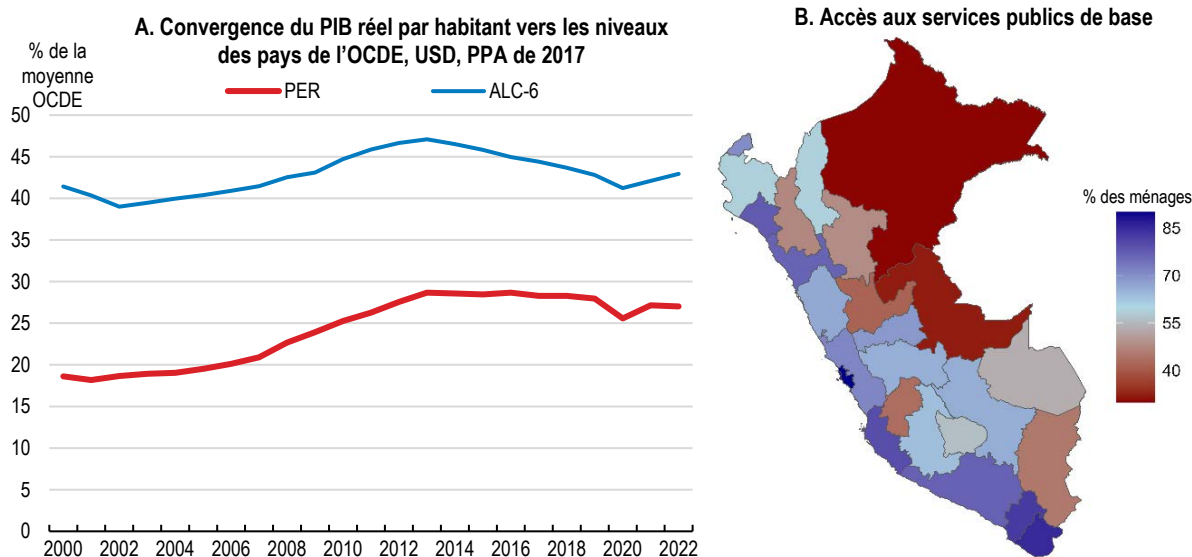 A. Convergence du PIB réel par habitant vers les niveaux
des pays de l'OCDE, USD, PPA de 2017
% de la
moyenne
OCDE
PER
ALC-6
50
45
40
35
30
25
20
15
10
5
0
2000 2002 2004 2006 2008 2010 2012 2014 2016 2018 2020 2022
B. Accès aux services publics de base
% des ménages
85
70
55
40